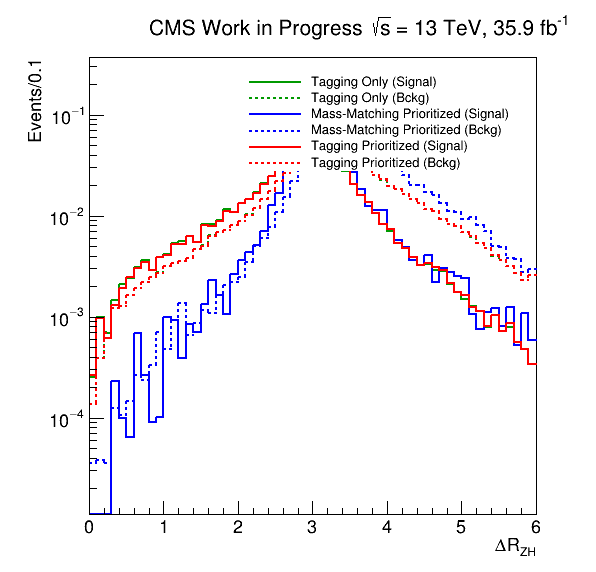 CMS Work in Progress √s = 13 TeV, 35.9 fb⁻¹
Events/0.1
Tagging Only (Signal)
Tagging Only (Bckg)
Mass-Matching Prioritized (Signal)
Mass-Matching Prioritized (Bckg)
Tagging Prioritized (Signal)
Tagging Prioritized (Bckg)
10⁻¹
10⁻²
10⁻³
10⁻⁴
0 1 2 3 4 5 6
ΔR_ZH